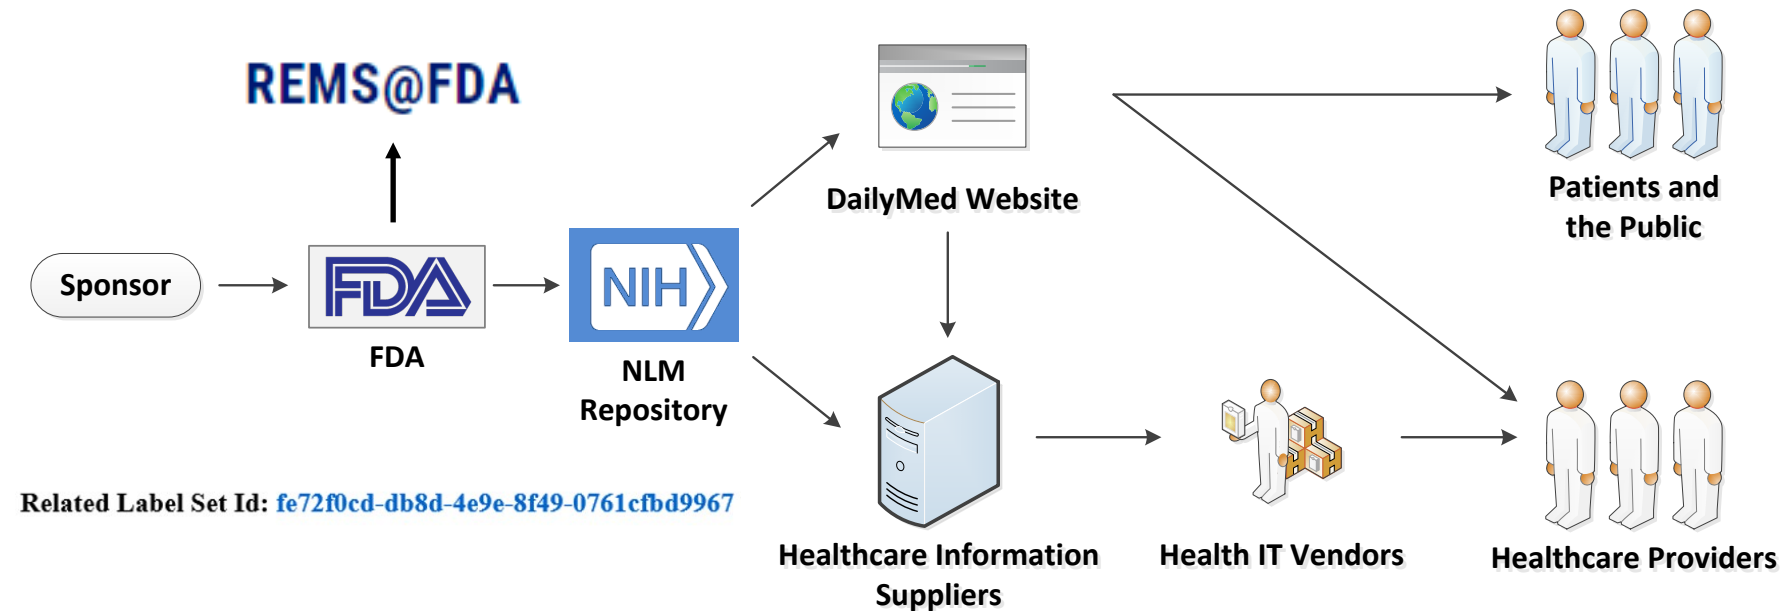 REMS@FDA
DailyMed Website
Patients and
the Public
Sponsor
FDA
FDA
NIH
NLM
Repository
Related Label Set Id: fe72f0cd-db8d-4e9e-8f49-0761cfbd9967
Healthcare Information
Suppliers
Health IT Vendors
Healthcare Providers